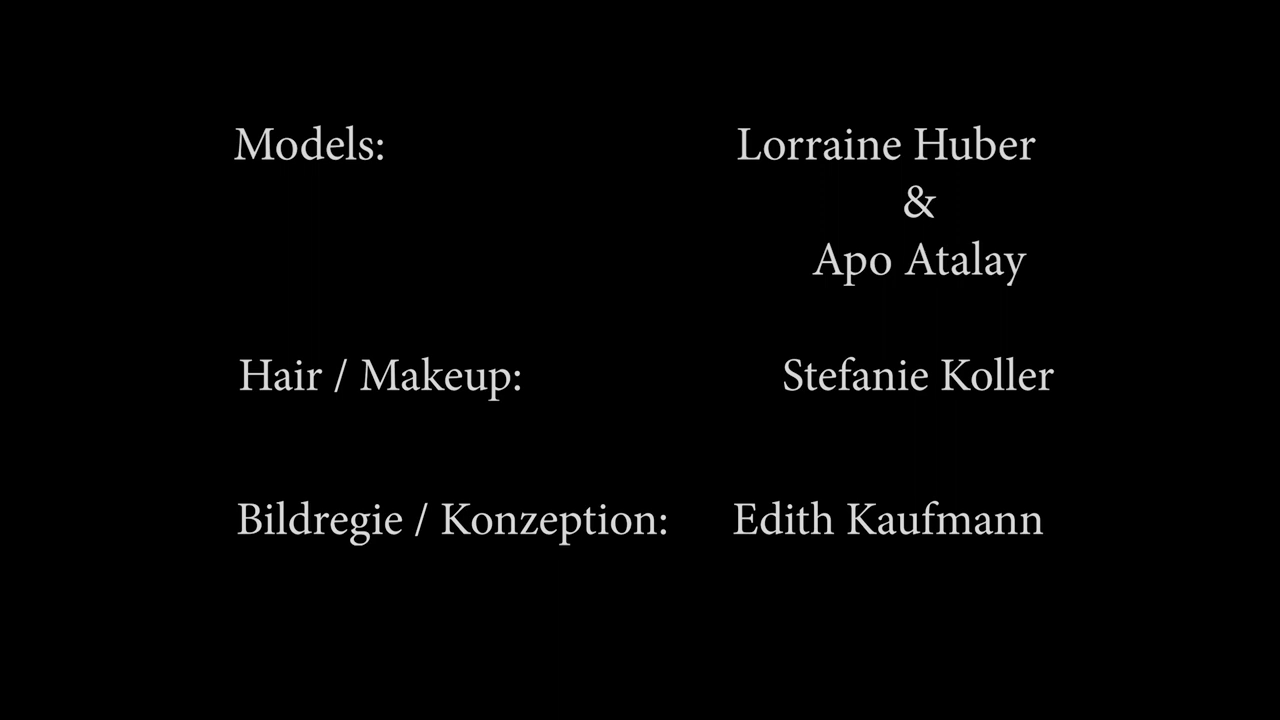 Models: Lorraine Huber
&
Apo Atalay
Hair / Makeup: Stefanie Koller
Bildregie / Konzeption: Edith Kaufmann